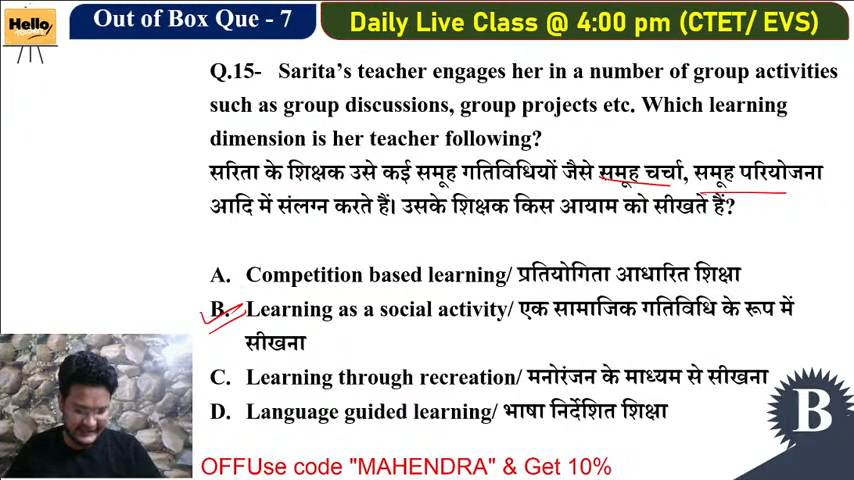 Hello
Out of Box Que - 7
Daily Live Class @ 4:00 pm (CTET/ EVS)
Q.15- Sarita's teacher engages her in a number of group activities
such as group discussions, group projects etc. Which learning
dimension is her teacher following?
सरिता के शिक्षक उसे कई समूह गतिविधियों जैसे समूह चर्चा, समूह परियोजना
आदि में संलग्न करते हैं। उसके शिक्षक किस आयाम को सीखते हैं?
A. Competition based learning/ प्रतियोगिता आधारित शिक्षा
B. Learning as a social activity/ एक सामाजिक गतिविधि के रूप में
सीखना
C. Learning through recreation/ मनोरंजन के माध्यम से सीखना
D. Language guided learning/ भाषा निर्देशित शिक्षा
B
OFFUse code "MAHENDRA" & Get 10%